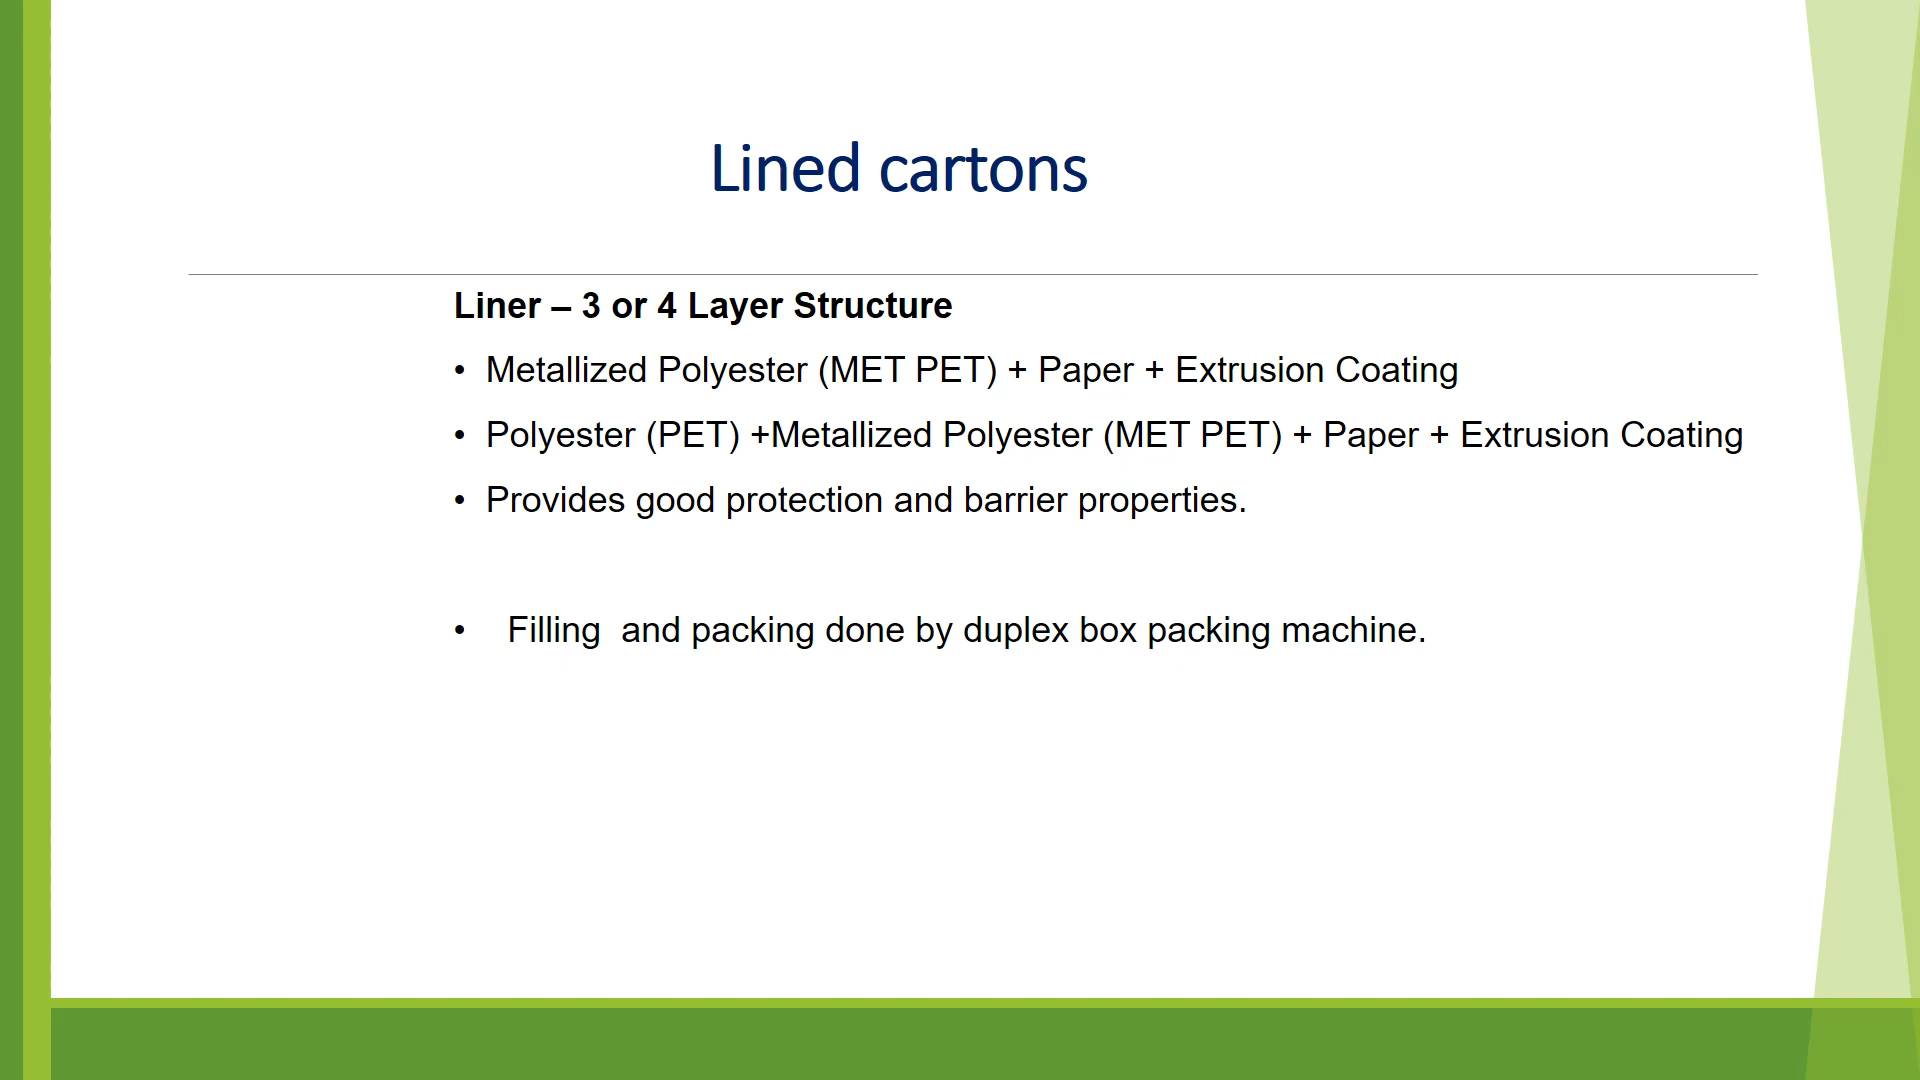 Lined cartons
Liner – 3 or 4 Layer Structure
• Metallized Polyester (MET PET) + Paper + Extrusion Coating
• Polyester (PET) +Metallized Polyester (MET PET) + Paper + Extrusion Coating
• Provides good protection and barrier properties.
• Filling  and packing done by duplex box packing machine.